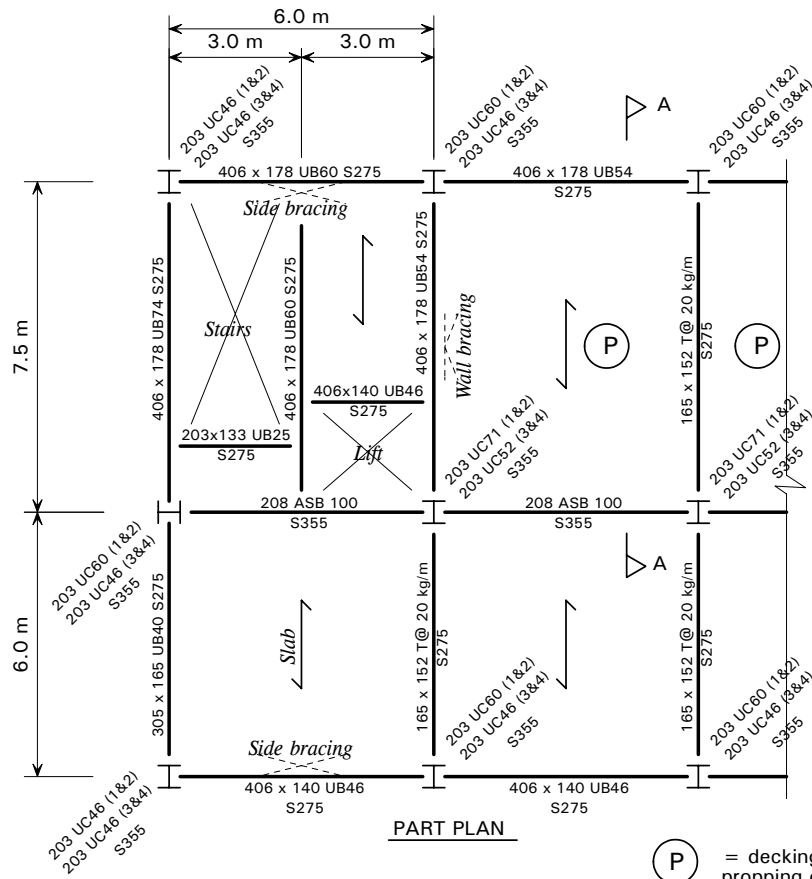 6.0 m
3.0 m
3.0 m
203 UC46 (1&2)
203 UC46 (3&4)
S355
203 UC60 (1&2)
203 UC46 (3&4)
S355
A
203 UC60 (1&2)
203 UC46 (3&4)
S355
406 x 178 UB60 S275
Side bracing
406 x 178 UB54
S275
7.5 m
406 x 178 UB74 S275
Stairs
406 x 178 UB60 S275
406 x 178 UB54 S275
Wall bracing
P
165 x 152 T@ 20 kg/m
S275
P
406x140 UB46
S275
203x133 UB25
S275
Lift
203 UC71 (1&2)
203 UC52 (3&4)
S355
203 UC71 (1&2)
203 UC52 (3&4)
S355
208 ASB 100
S355
208 ASB 100
S355
203 UC60 (1&2)
203 UC46 (3&4)
S355
A
6.0 m
305 x 165 UB40 S275
Slab
165 x 152 T@ 20 kg/m
S275
165 x 152 T@ 20 kg/m
S275
203 UC60 (1&2)
203 UC46 (3&4)
S355
203 UC60 (1&2)
203 UC46 (3&4)
S355
Side bracing
406 x 140 UB46
S275
406 x 140 UB46
S275
203 UC46 (1&2)
203 UC46 (3&4)
S355
PART PLAN
P = decking
propping